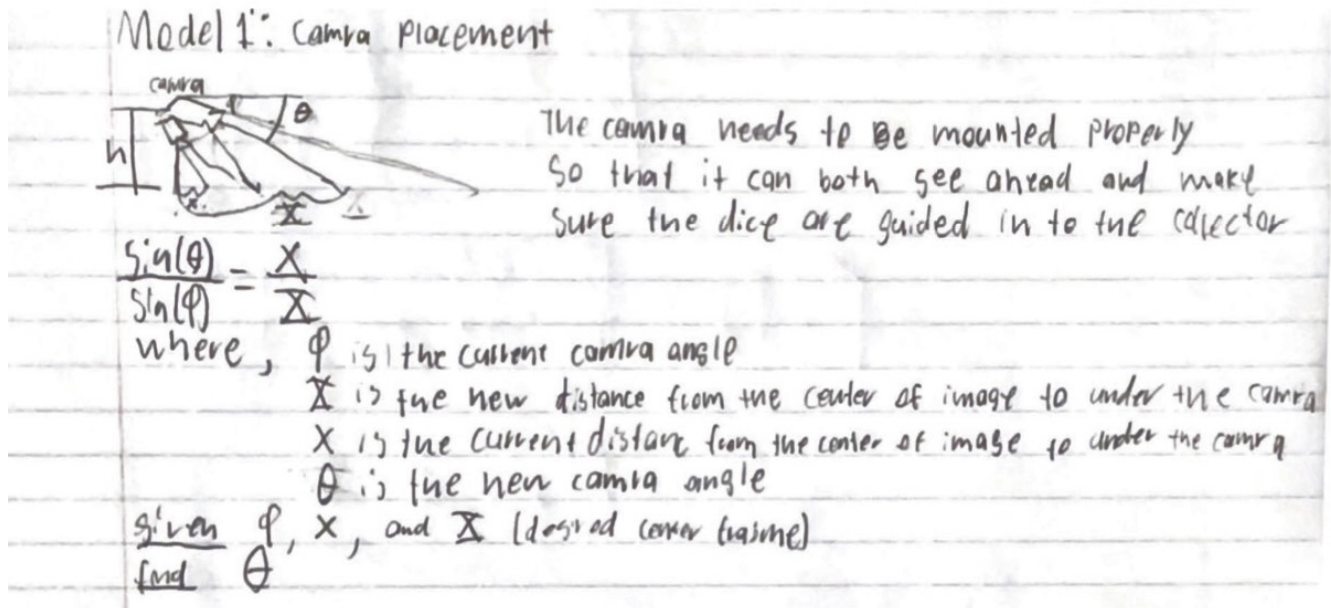 Model 1: Camra Placement
camra
θ
h
X
The camra needs to be mounted properly
so that it can both see ahead and make
sure the dice are guided in to the colector
sin(θ)/sin(φ) = x/X
where, φ is the current camra angle
X is the new distance from the center of image to under the camra
x is the current distanc from the center of image to under the camra
θ is the new camra angle
given φ, x, and X (desired center frame)
find θ